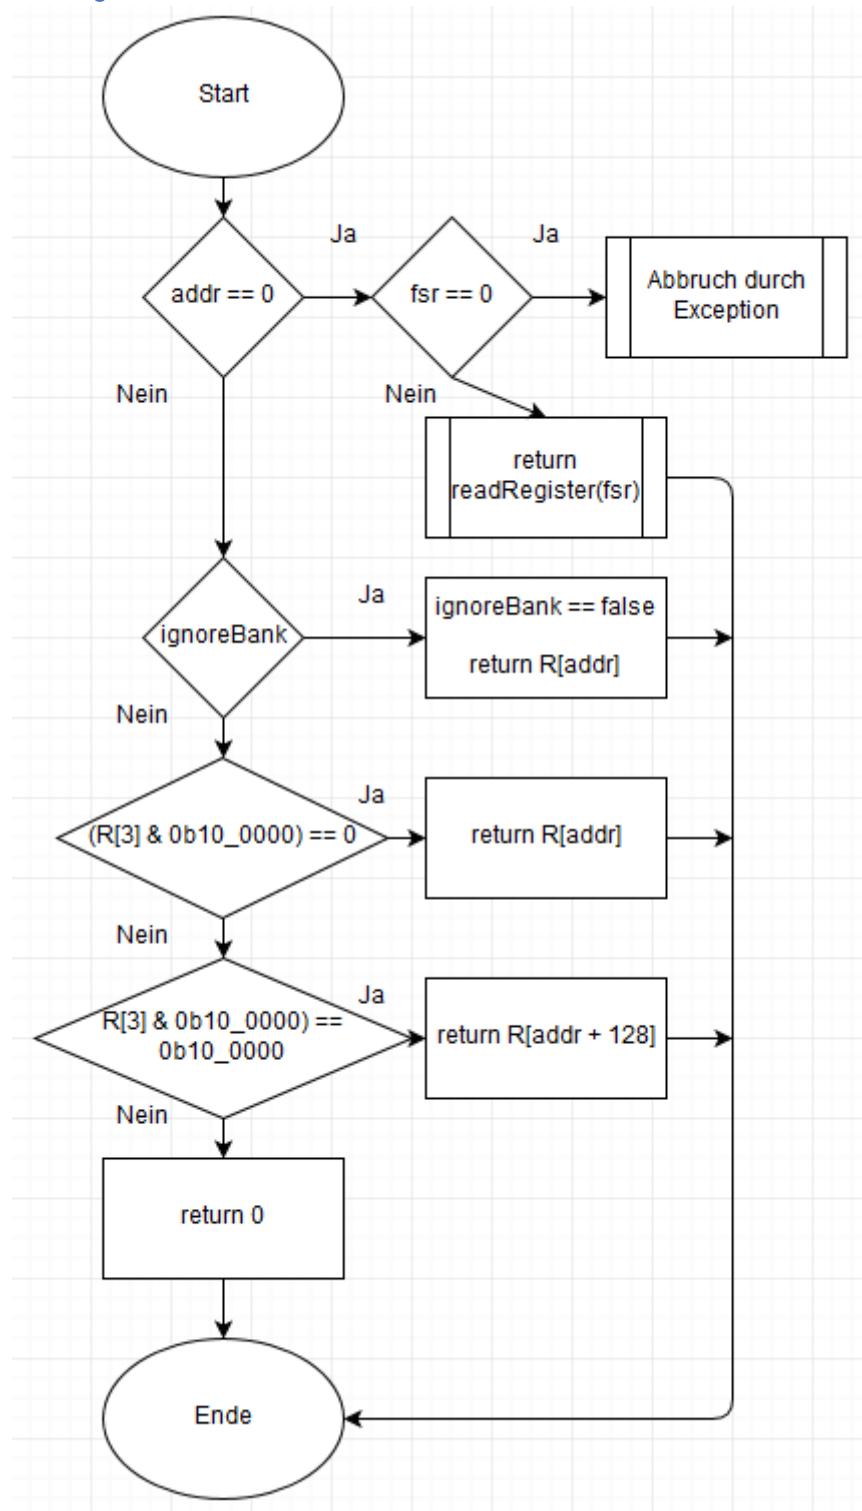 Start
Ja
Ja
addr == 0
fsr == 0
Abbruch durch
Exception
Nein
Nein
return
readRegister(fsr)
Ja
ignoreBank
ignoreBank == false
return R[addr]
Nein
Ja
(R[3] & 0b10_0000) == 0
return R[addr]
Nein
Ja
R[3] & 0b10_0000) ==
0b10_0000
return R[addr + 128]
Nein
return 0
Ende